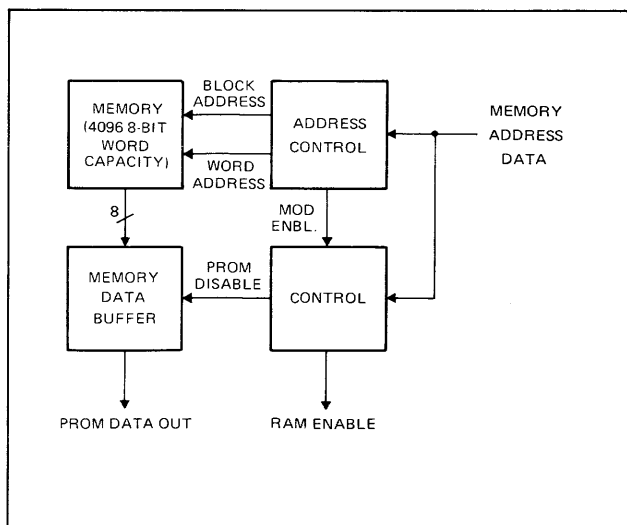 BLOCK
ADDRESS
MEMORY
(4096 8-BIT
WORD
CAPACITY)
WORD
ADDRESS
ADDRESS
CONTROL
MEMORY
ADDRESS
DATA
8
MOD
ENBL.
MEMORY
DATA
BUFFER
PROM
DISABLE
CONTROL
PROM DATA OUT
RAM ENABLE